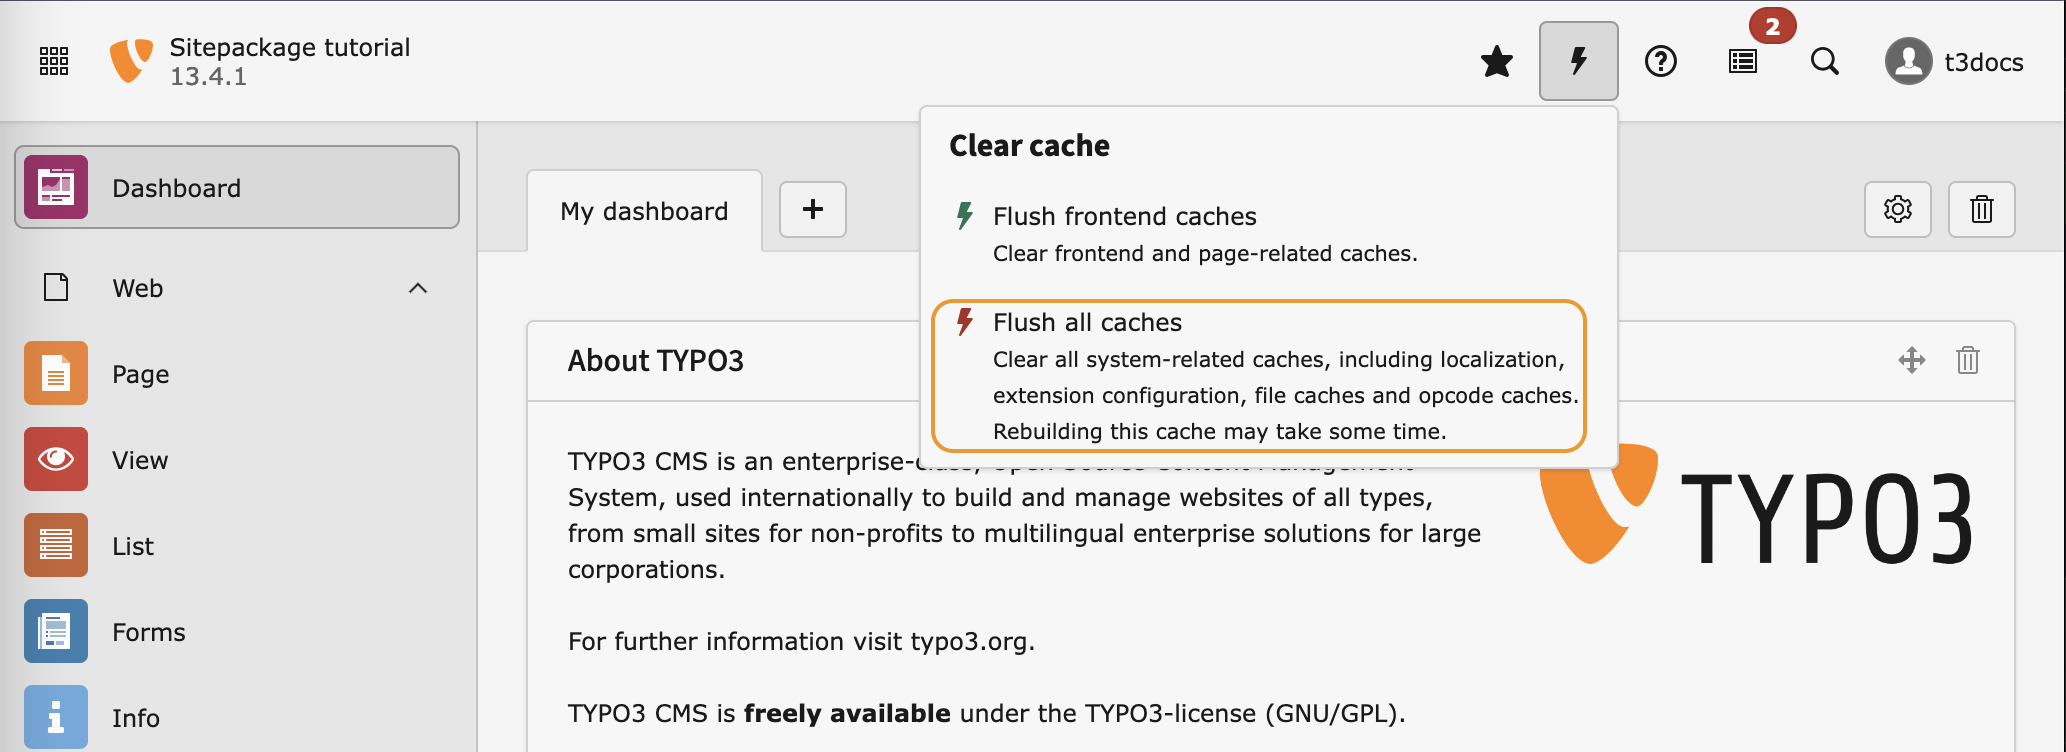 Sitepackage tutorial
13.4.1
2
t3docs
Clear cache
Flush frontend caches
Clear frontend and page-related caches.
Flush all caches
Clear all system-related caches, including localization,
extension configuration, file caches and opcode caches.
Rebuilding this cache may take some time.
Dashboard
Web
Page
View
List
Forms
Info
My dashboard
+
About TYPO3
TYPO3 CMS is an enterprise-class, Open Source Content Management
System, used internationally to build and manage websites of all types,
from small sites for non-profits to multilingual enterprise solutions for large
corporations.
For further information visit typo3.org.
TYPO3 CMS is freely available under the TYPO3-license (GNU/GPL).
TYPO3